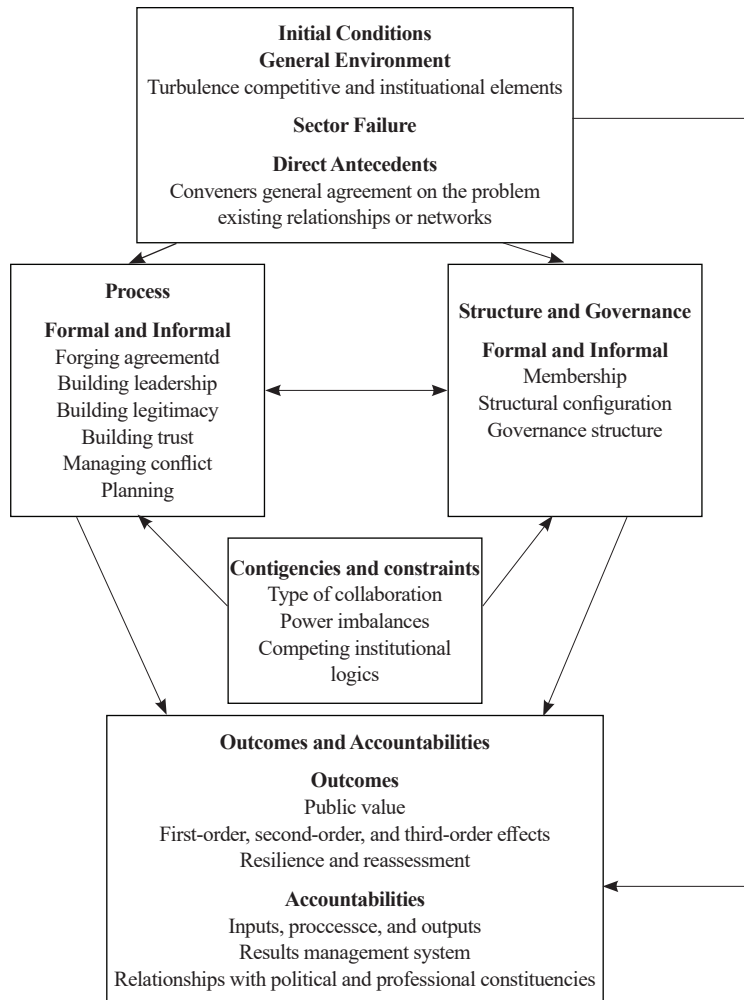 Initial Conditions
General Environment
Turbulence competitive and instituational elements
Sector Failure
Direct Antecedents
Conveners general agreement on the problem
existing relationships or networks
Process
Formal and Informal
Forging agreementd
Building leadership
Building legitimacy
Building trust
Managing conflict
Planning
Structure and Governance
Formal and Informal
Membership
Structural configuration
Governance structure
Contigencies and constraints
Type of collaboration
Power imbalances
Competing institutional
logics
Outcomes and Accountabilities
Outcomes
Public value
First-order, second-order, and third-order effects
Resilience and reassessment
Accountabilities
Inputs, proccessce, and outputs
Results management system
Relationships with political and professional constituencies